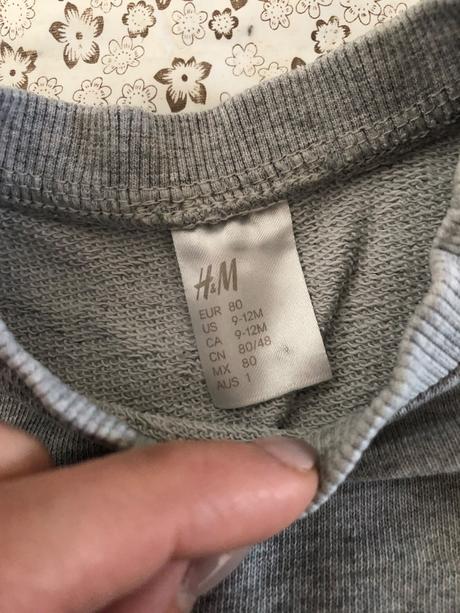 H&M
EUR 80
US 9-12M
CA 9-12M
CN 80/48
MX 80
AUS 1